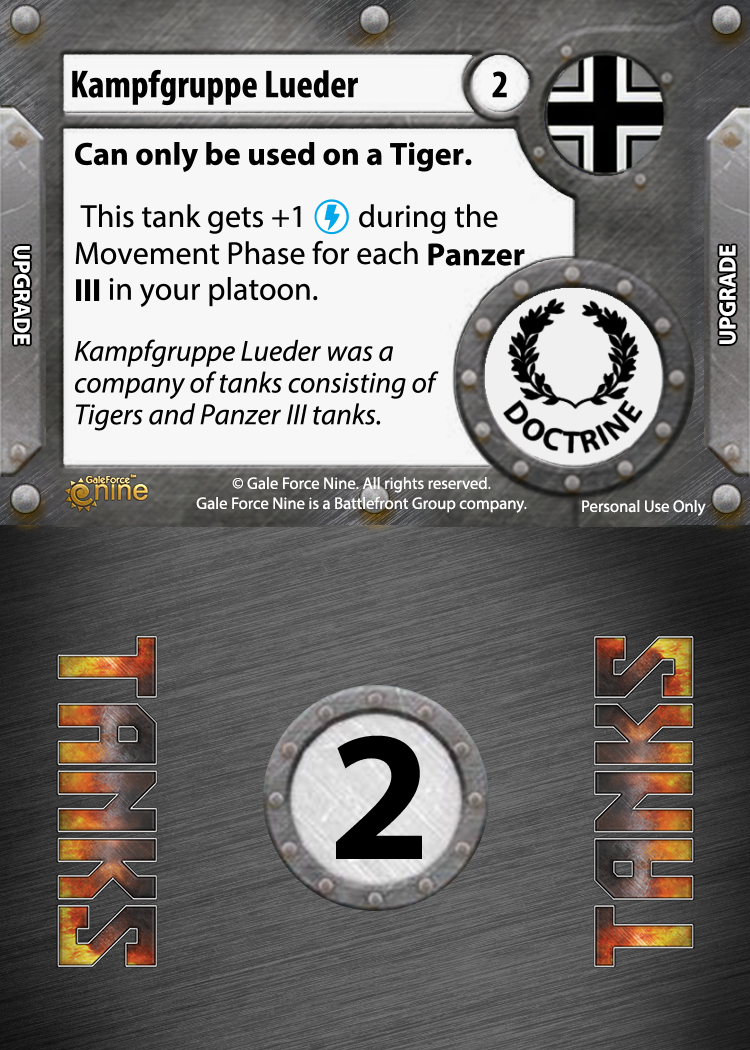 Kampfgruppe Lueder
2
Can only be used on a Tiger.
This tank gets +1 during the
Movement Phase for each Panzer
III in your platoon.
Kampfgruppe Lueder was a
company of tanks consisting of
Tigers and Panzer III tanks.
UPGRADE
UPGRADE
DOCTRINE
GaleForce™
nine
© Gale Force Nine. All rights reserved.
Gale Force Nine is a Battlefront Group company.
Personal Use Only
TANKS
2
TANKS